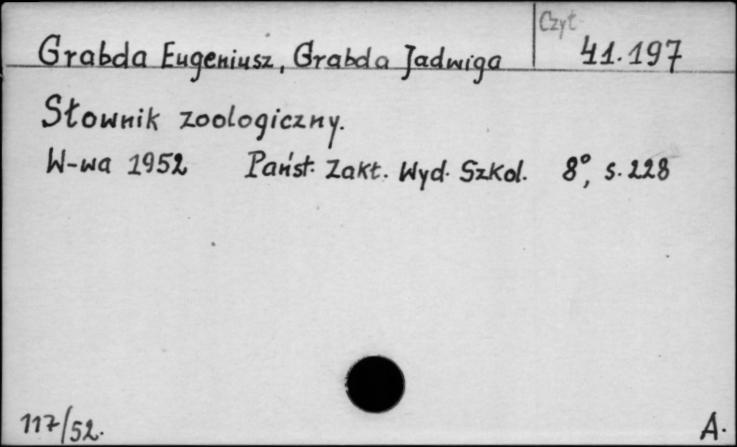 Czyt
Grabda Eugeniusz, Grabda Jadwiga 41.197
Słownik zoologiczny.
W-wa 1952 Państ. Zakt. Wyd. Szkol. 8°, s. 228
117/52. A.